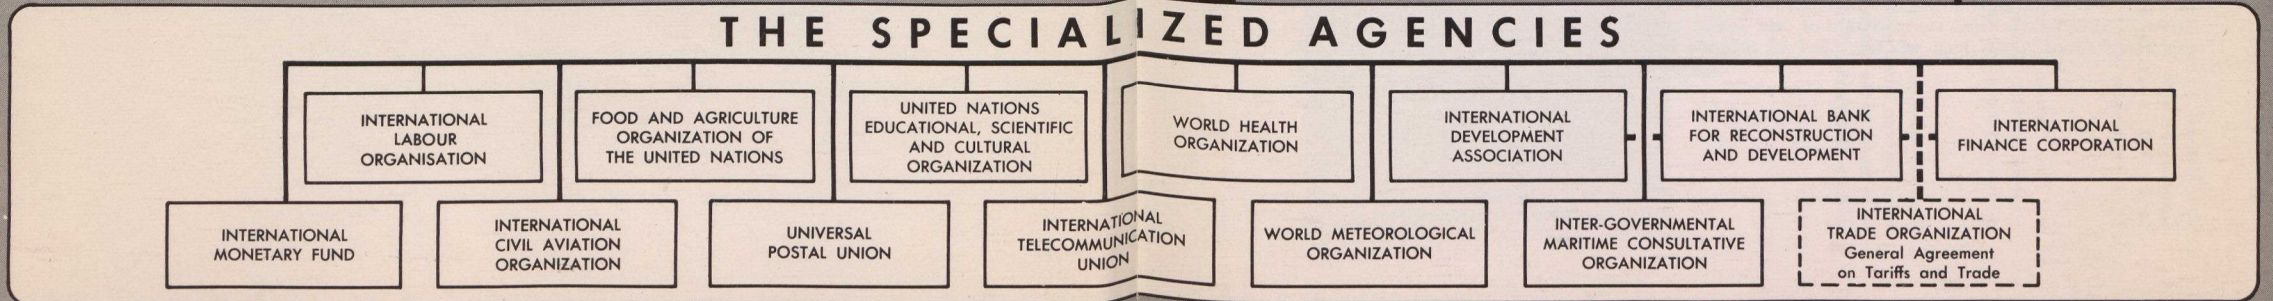 THE SPECIALIZED AGENCIES
INTERNATIONAL
LABOUR
ORGANISATION
FOOD AND AGRICULTURE
ORGANIZATION OF
THE UNITED NATIONS
UNITED NATIONS
EDUCATIONAL, SCIENTIFIC
AND CULTURAL
ORGANIZATION
WORLD HEALTH
ORGANIZATION
INTERNATIONAL
DEVELOPMENT
ASSOCIATION
INTERNATIONAL BANK
FOR RECONSTRUCTION
AND DEVELOPMENT
INTERNATIONAL
FINANCE CORPORATION
INTERNATIONAL
MONETARY FUND
INTERNATIONAL
CIVIL AVIATION
ORGANIZATION
UNIVERSAL
POSTAL UNION
INTERNATIONAL
TELECOMMUNICATION
UNION
WORLD METEOROLOGICAL
ORGANIZATION
INTER-GOVERNMENTAL
MARITIME CONSULTATIVE
ORGANIZATION
INTERNATIONAL
TRADE ORGANIZATION
General Agreement
on Tariffs and Trade